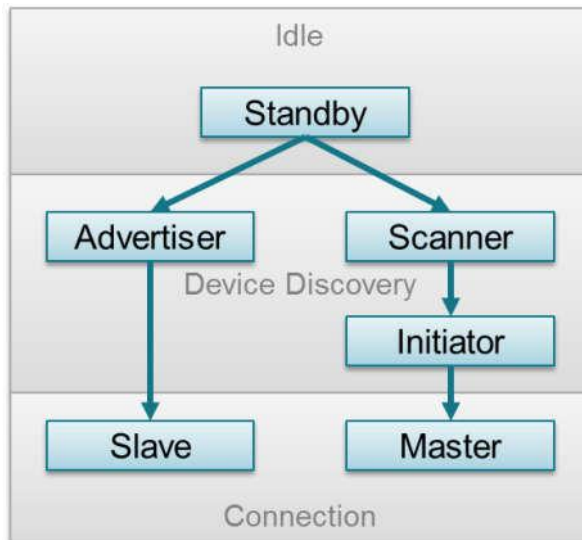 Idle
Standby
Advertiser
Scanner
Device Discovery
Initiator
Slave
Master
Connection